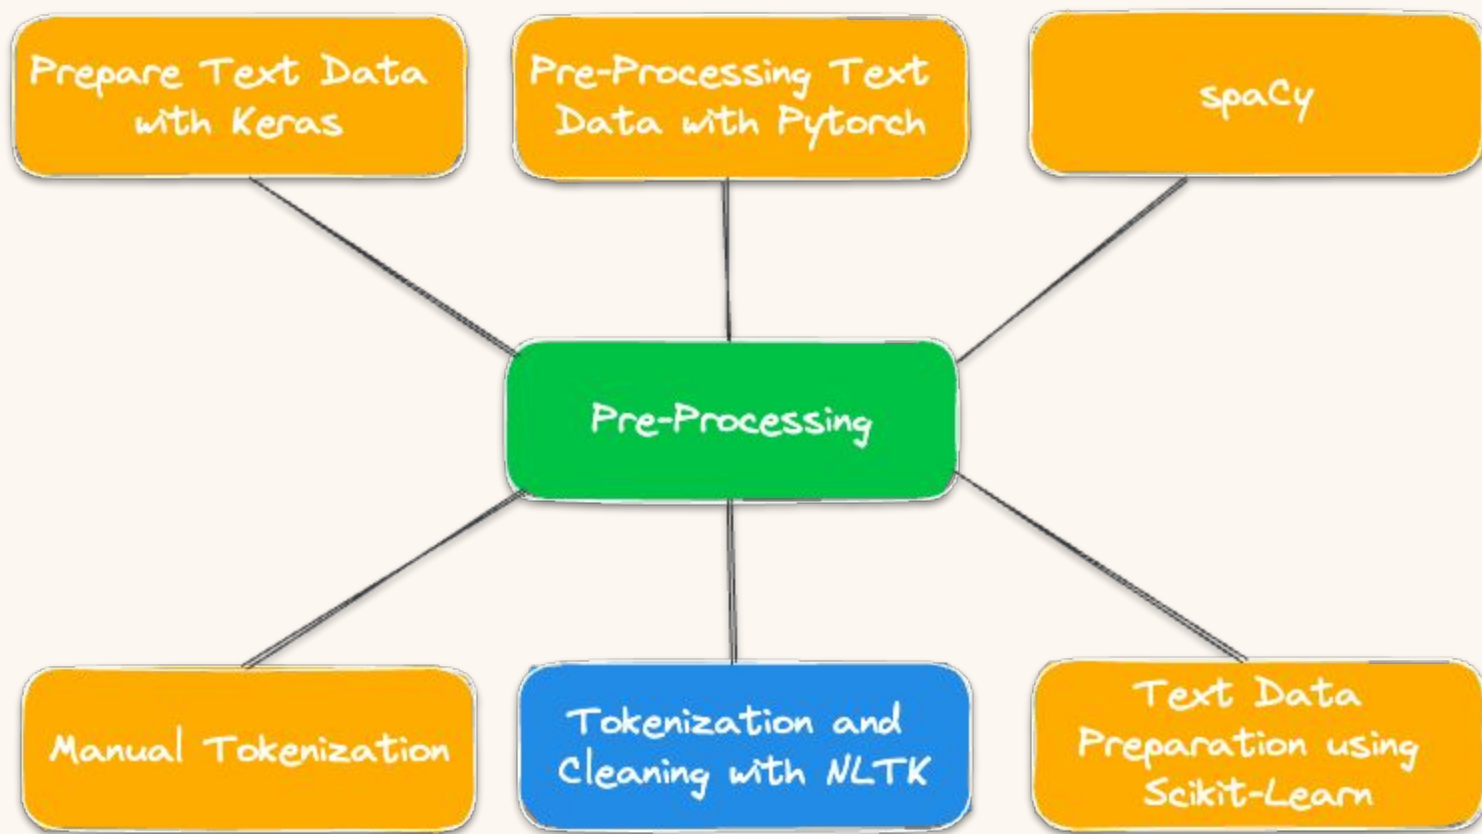 Prepare Text Data
with Keras
Pre-Processing Text
Data with Pytorch
spaCy
Pre-Processing
Manual Tokenization
Tokenization and
Cleaning with NLTK
Text Data
Preparation using
Scikit-Learn